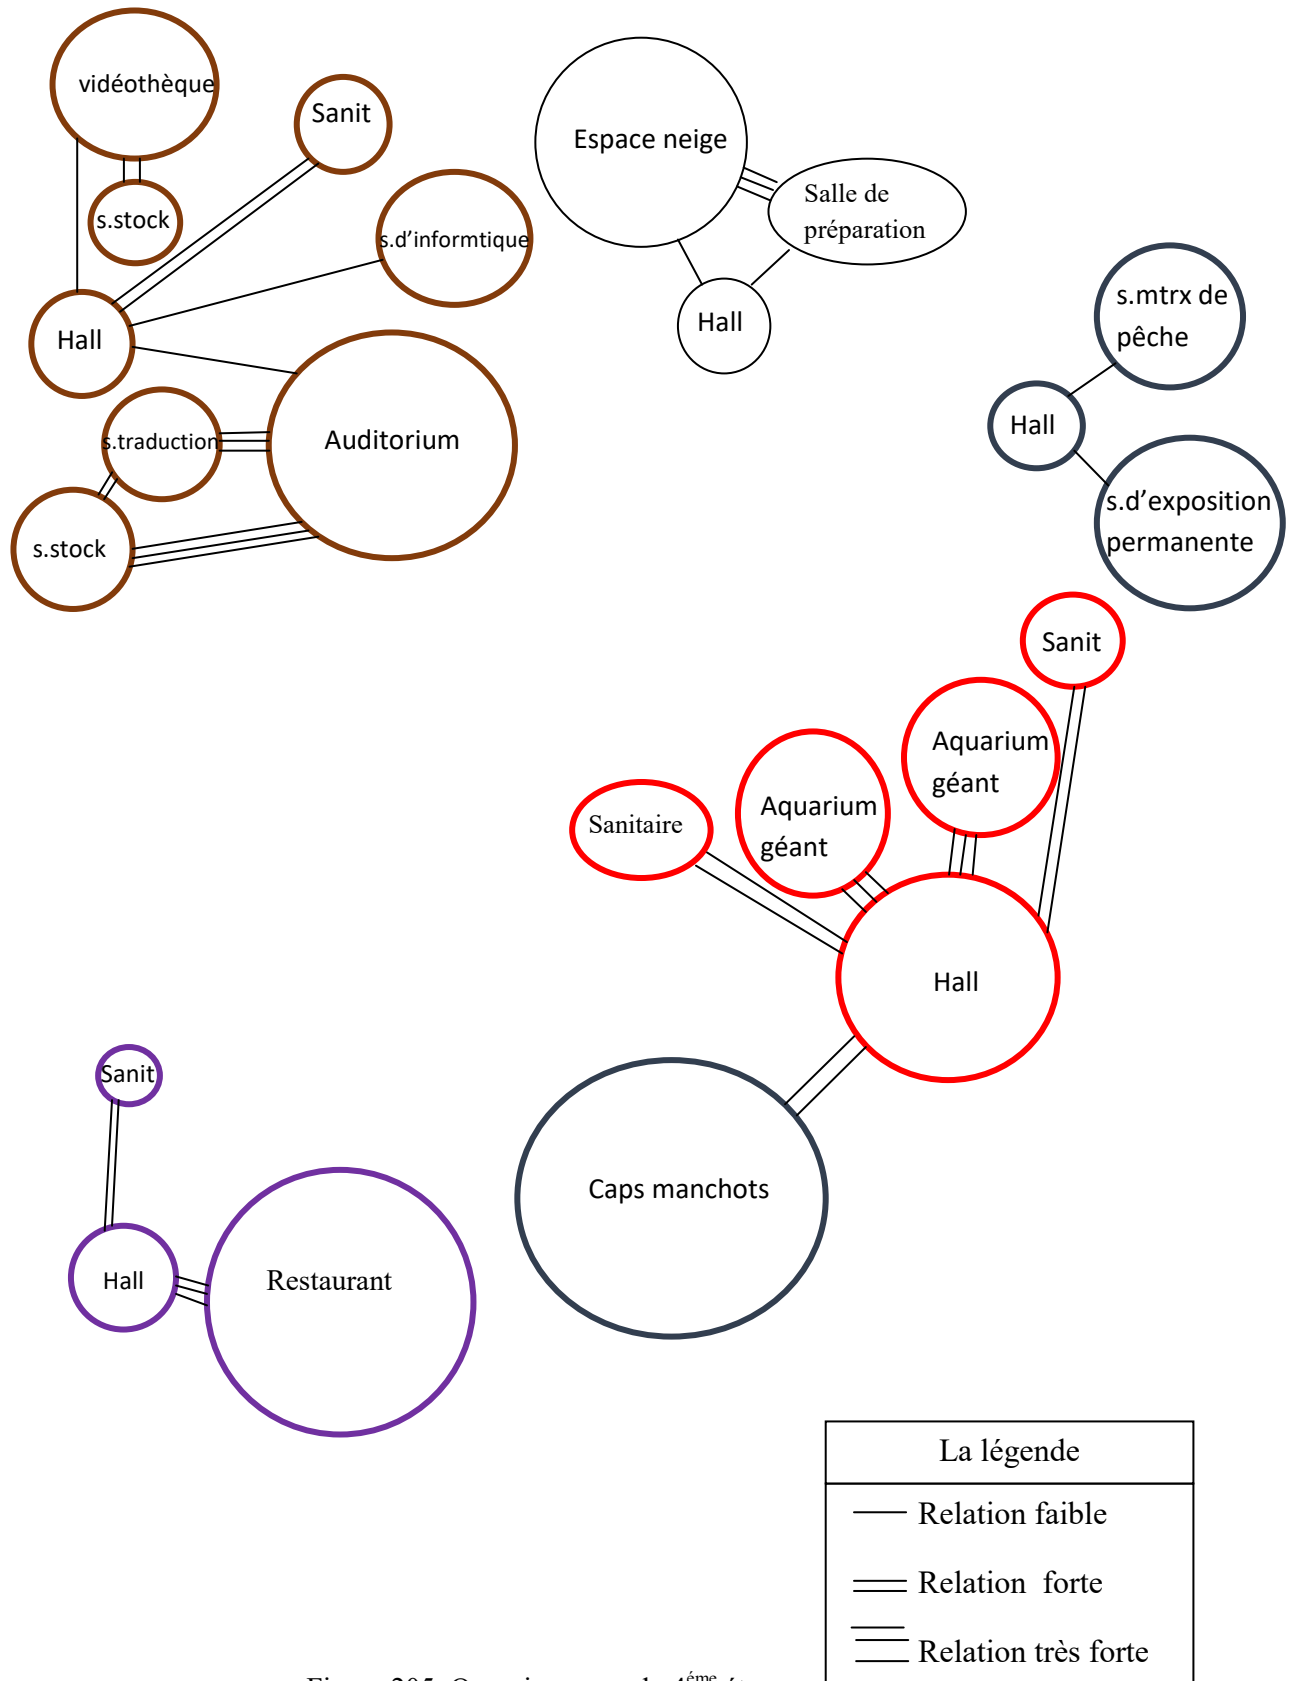 vidéothèque
Sanit
s.stock
s.d'informtique
Hall
Auditorium
s.traduction
s.stock
Espace neige
Salle de
préparation
Hall
s.mtrx de
pêche
Hall
s.d'exposition
permanente
Sanit
Aquarium
géant
Aquarium
géant
Sanitaire
Hall
Caps manchots
Sanit
Hall
Restaurant
La légende
Relation faible
Relation forte
Relation très forte